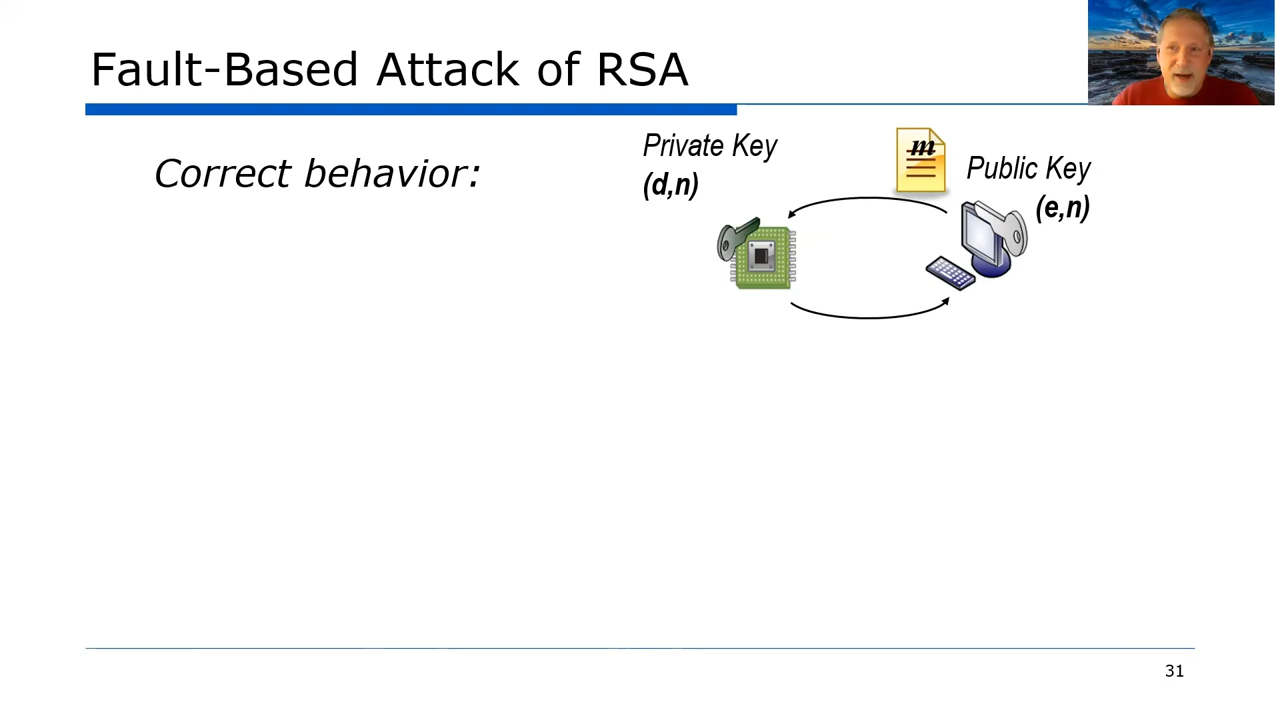 Fault-Based Attack of RSA
Correct behavior:
Private Key
(d,n)
m
Public Key
(e,n)
31